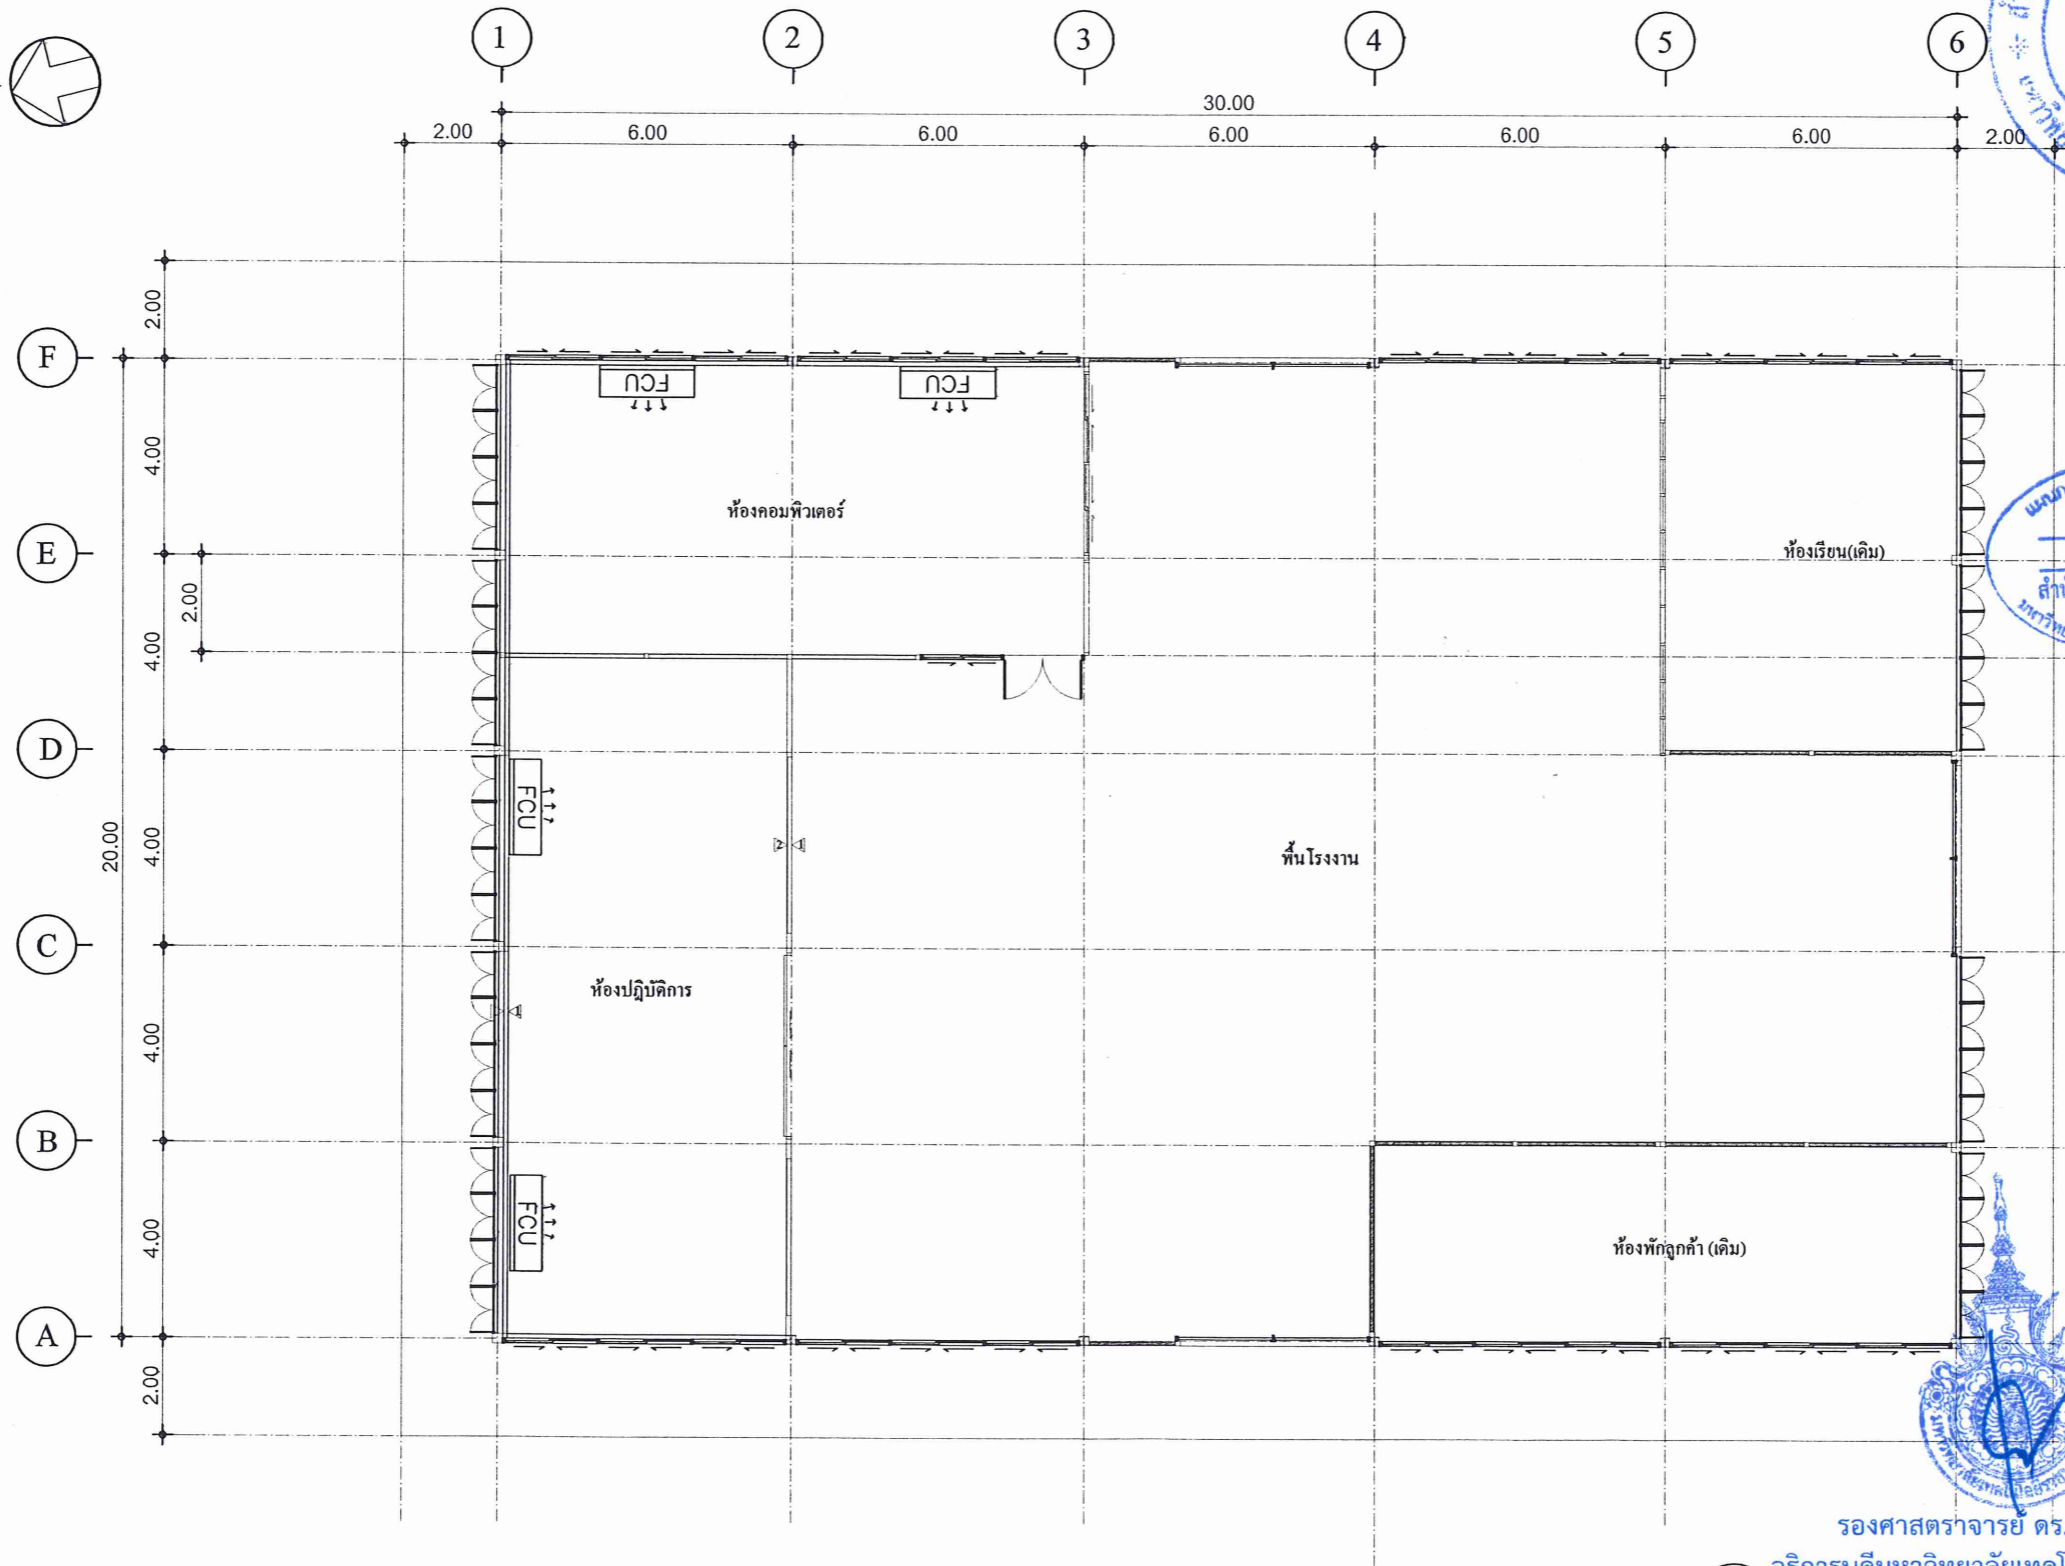 1 2 3 4 5 6
30.00
2.00 6.00 6.00 6.00 6.00 6.00 2.00
2.00
F
FCU FCU
4.00
ห้องคอมพิวเตอร์
E
ห้องเรียน(เดิม)
2.00
4.00
D
FCU
20.00
4.00
2 1
พื้นโรงงาน
C
ห้องปฏิบัติการ
1
4.00
B
FCU
4.00
ห้องพักลูกค้า (เดิม)
A
2.00
รองศาสตราจารย์ ดร.